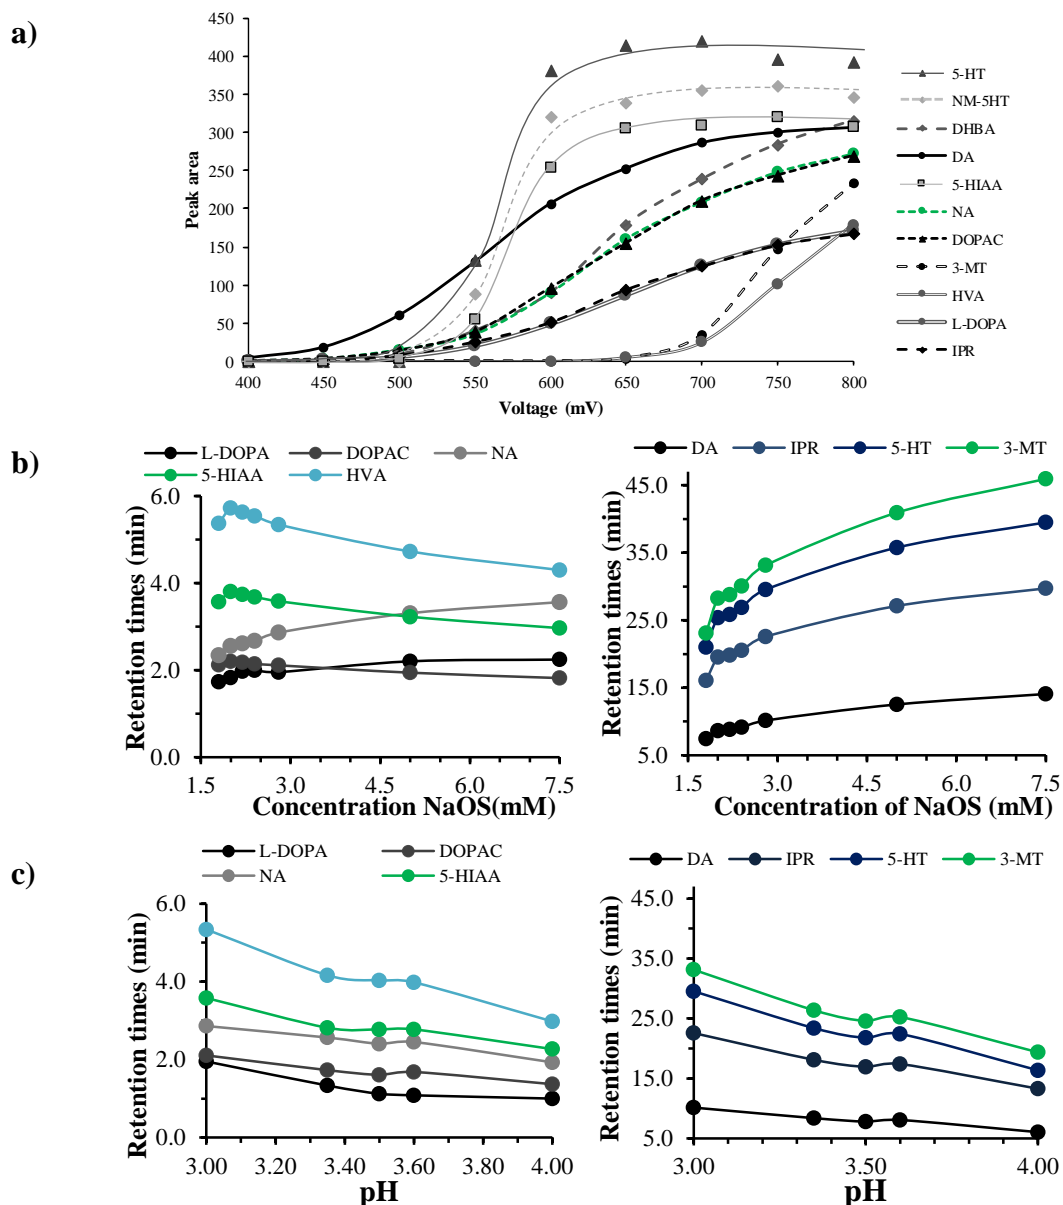 a)
450
400
350
300
250
200
150
100
50
0
Peak area
400 450 500 550 600 650 700 750 800
Voltage (mV)
5-HT
NM-5HT
DHBA
DA
5-HIAA
NA
DOPAC
3-MT
HVA
L-DOPA
IPR
b)
L-DOPA DOPAC NA
5-HIAA HVA
6.0
4.0
2.0
0.0
Retention times (min)
1.5 3.0 4.5 6.0 7.5
Concentration NaOS(mM)
DA IPR 5-HT 3-MT
45.0
35.0
25.0
15.0
5.0
Retention times (min)
1.5 3.0 4.5 6.0 7.5
Concentration of NaOS (mM)
c)
L-DOPA DOPAC
NA 5-HIAA
6.0
4.0
2.0
0.0
Retention times (min)
3.00 3.20 3.40 3.60 3.80 4.00
pH
DA IPR 5-HT 3-MT
45.0
35.0
25.0
15.0
5.0
Retention times (min)
3.00 3.50 4.00
pH